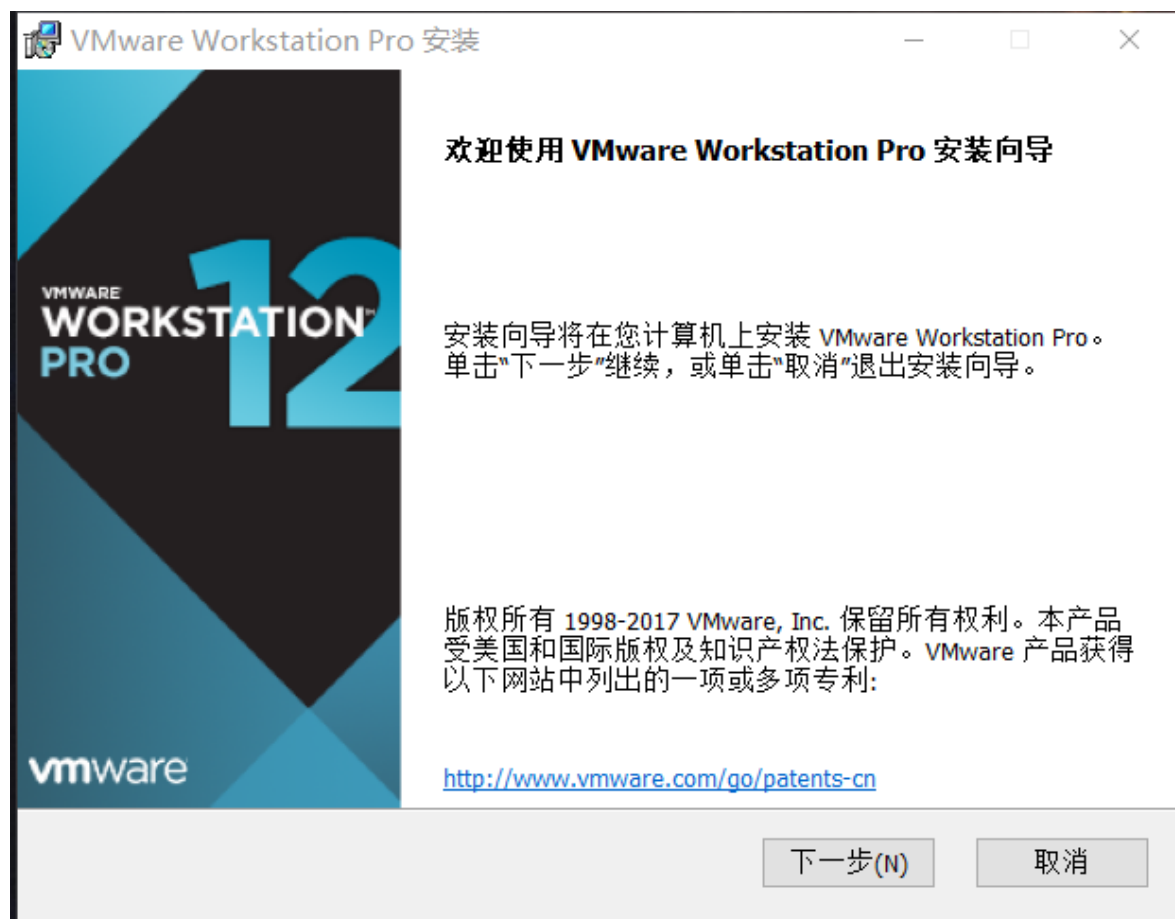 VMware Workstation Pro 安装
欢迎使用 VMware Workstation Pro 安装向导
VMWARE
WORKSTATION™
PRO
12
安装向导将在您计算机上安装 VMware Workstation Pro。
单击“下一步”继续，或单击“取消”退出安装向导。
版权所有 1998-2017 VMware, Inc. 保留所有权利。本产品
受美国和国际版权及知识产权法保护。VMware 产品获得
以下网站中列出的一项或多项专利:
vmware
http://www.vmware.com/go/patents-cn
下一步(N)
取消